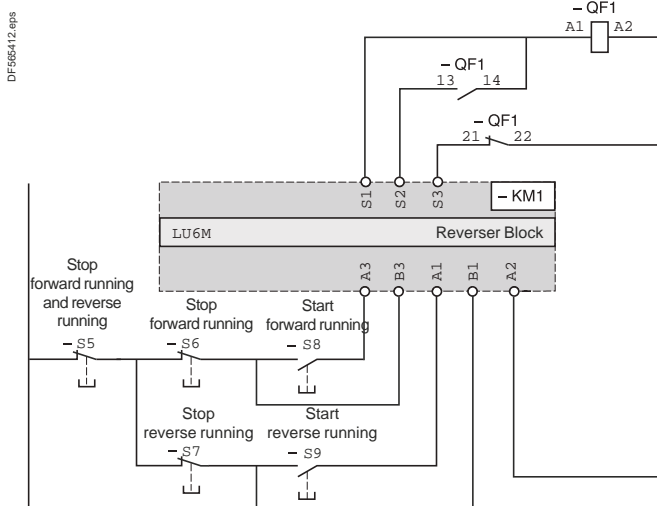 DF565412.eps
– QF1
A1 A2
– QF1
13 14
– QF1
21 22
S1 S2 S3
– KM1
LU6M Reverser Block
A3 B3 A1 B1 A2
Stop
forward running
and reverse
running
– S5
Stop
forward running
– S6
Start
forward running
– S8
Stop
reverse running
– S7
Start
reverse running
– S9